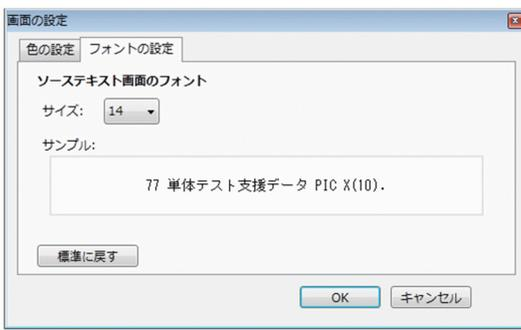 画面の設定
色の設定 フォントの設定
ソーステキスト画面のフォント
サイズ: 14
サンプル:
77 単体テスト支援データ PIC X(10).
標準に戻す
OK キャンセル